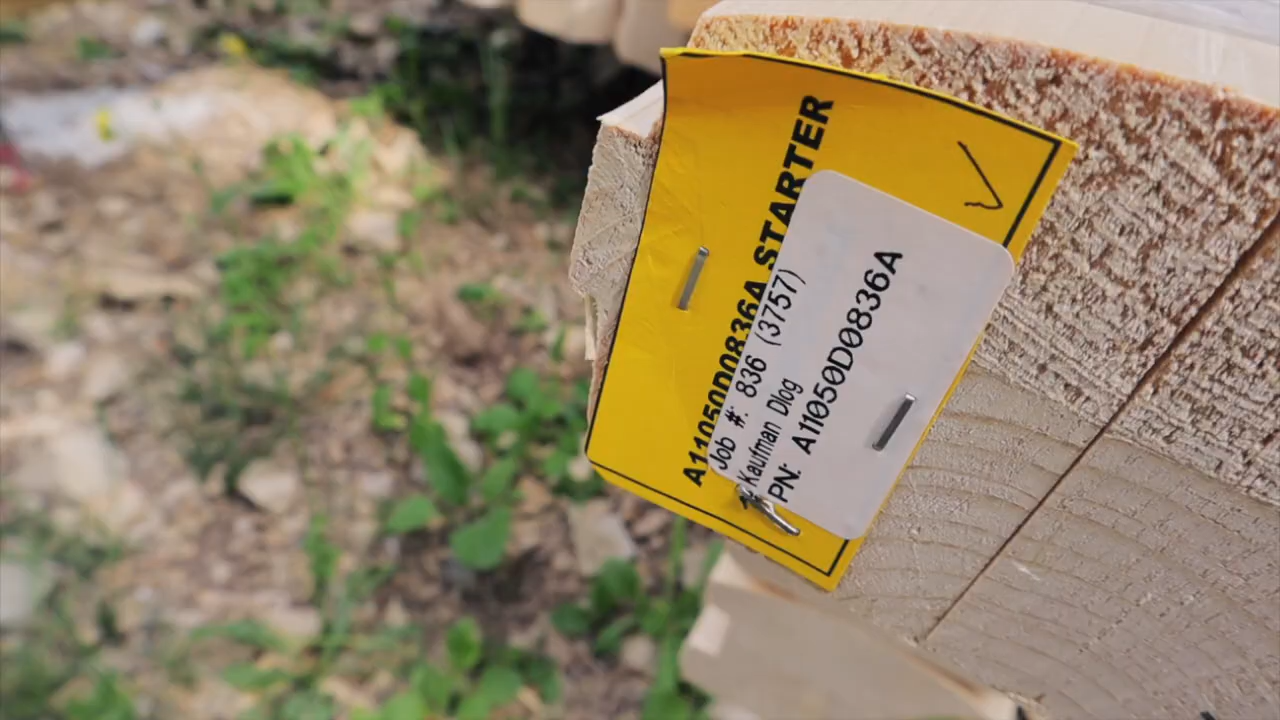 A11050D0836A STARTER
Job #: 836 (3757)
Kaufman Dlog
PN: A11050D0836A